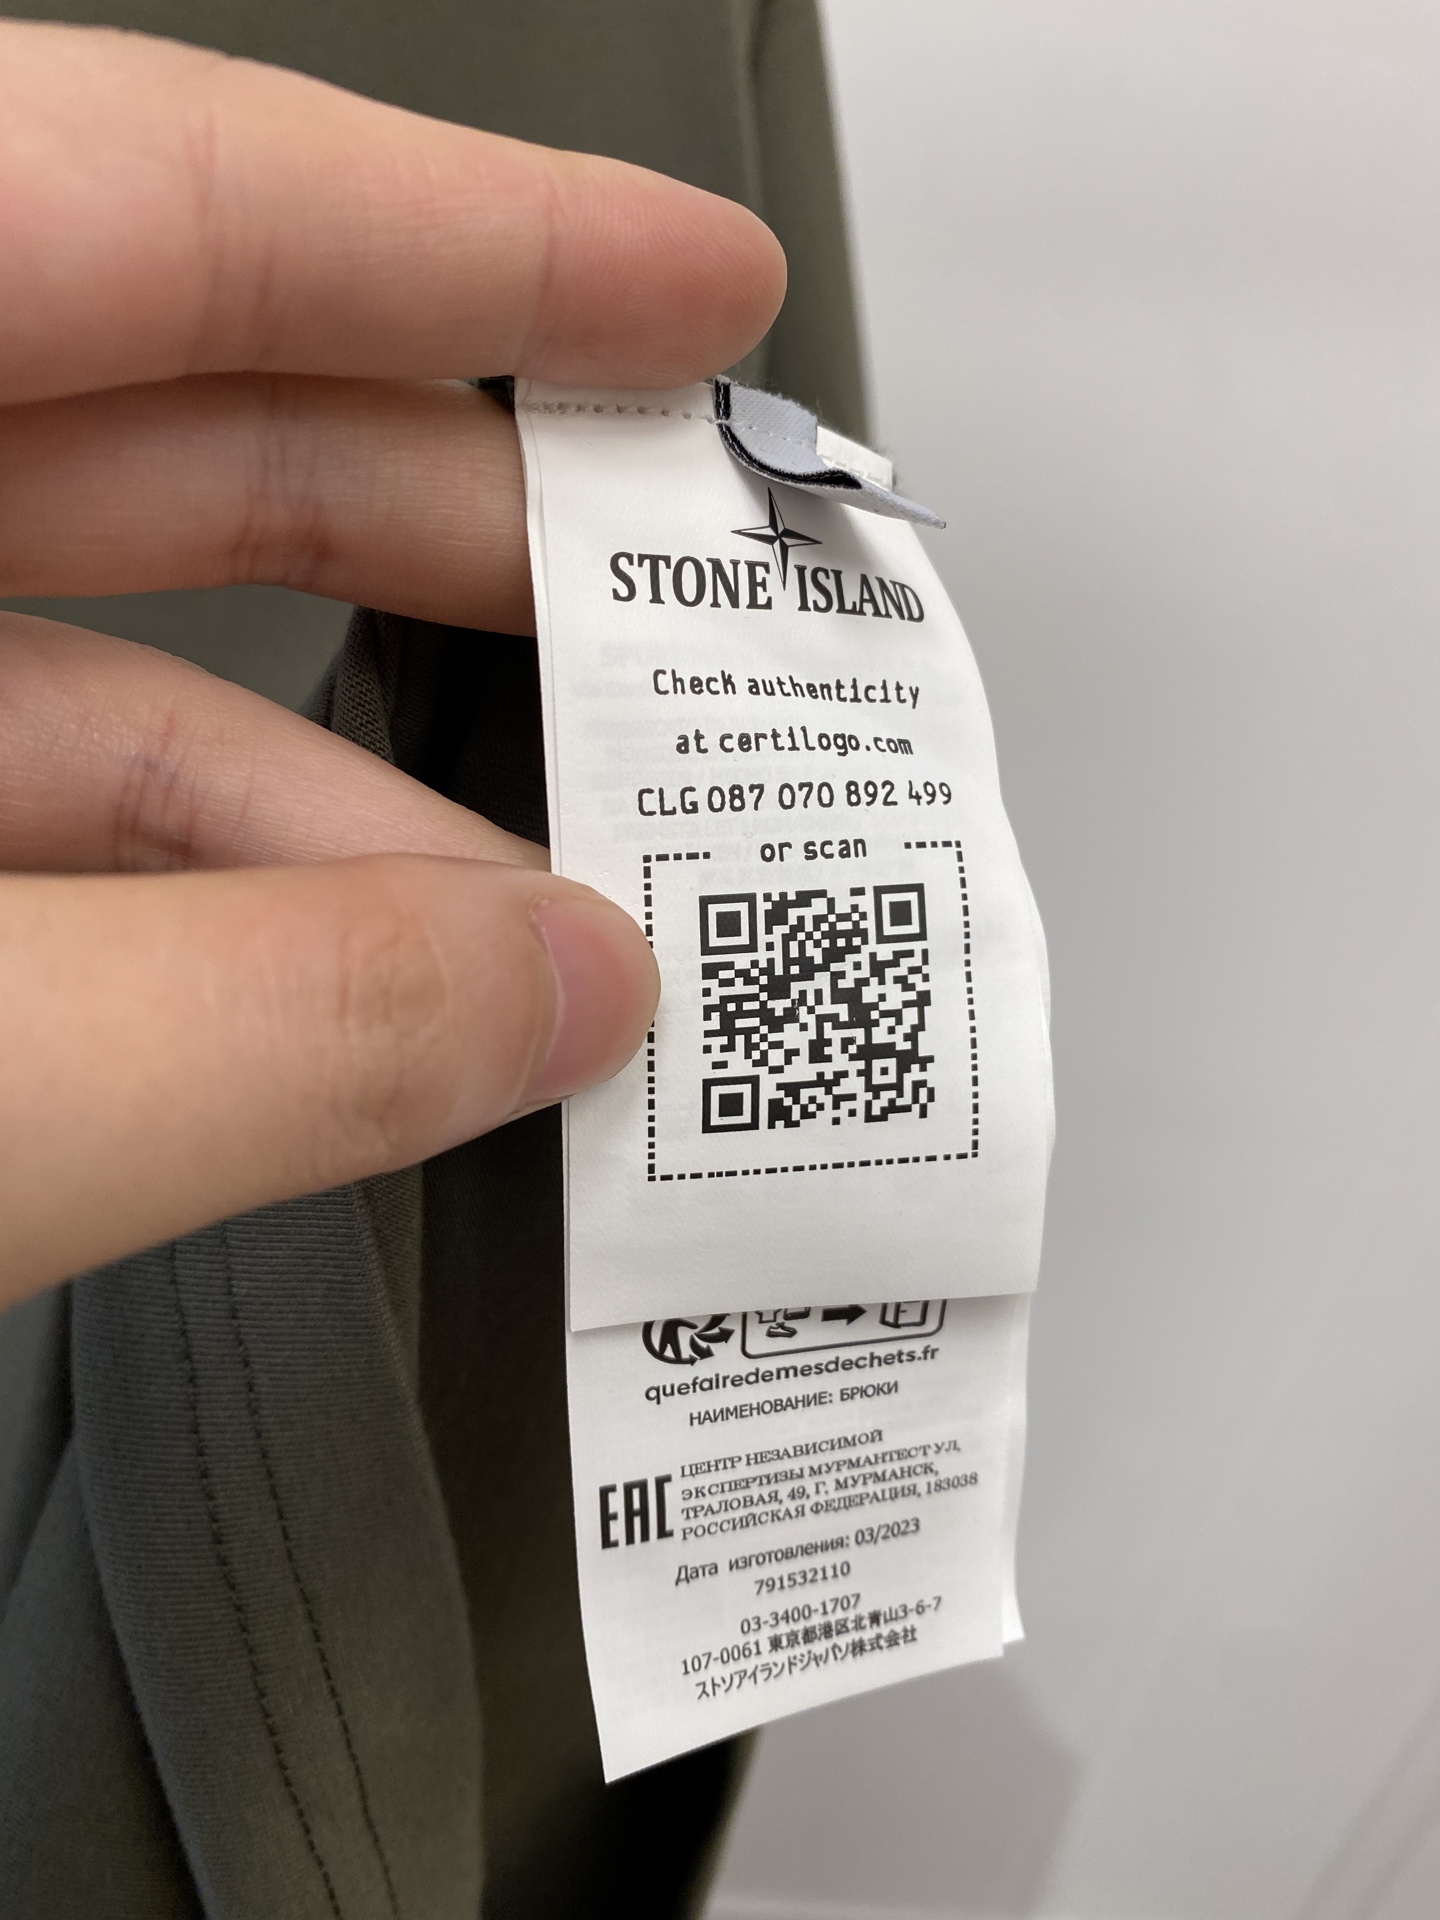 STONE ISLAND
Check authenticity
at certilogo.com
CLG 087 070 892 499
or scan
quefairedemesdechets.fr
НАИМЕНОВАНИЕ: БРЮКИ
EAC
ЦЕНТР НЕЗАВИСИМОЙ
ЭКСПЕРТИЗЫ МУРМАНТЕСТ УЛ,
ТРАЛОВАЯ, 49, Г. МУРМАНСК,
РОССИЙСКАЯ ФЕДЕРАЦИЯ, 183038
Дата изготовления: 03/2023
791532110
03-3400-1707
107-0061 東京都港区北青山3-6-7
ストソアイランドジャパソ株式会社